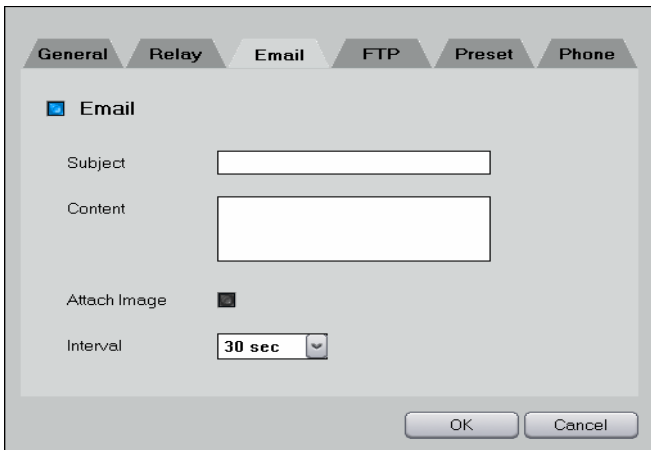 General Relay Email FTP Preset Phone
Email
Subject
Content
Attach Image
Interval 30 sec
OK Cancel